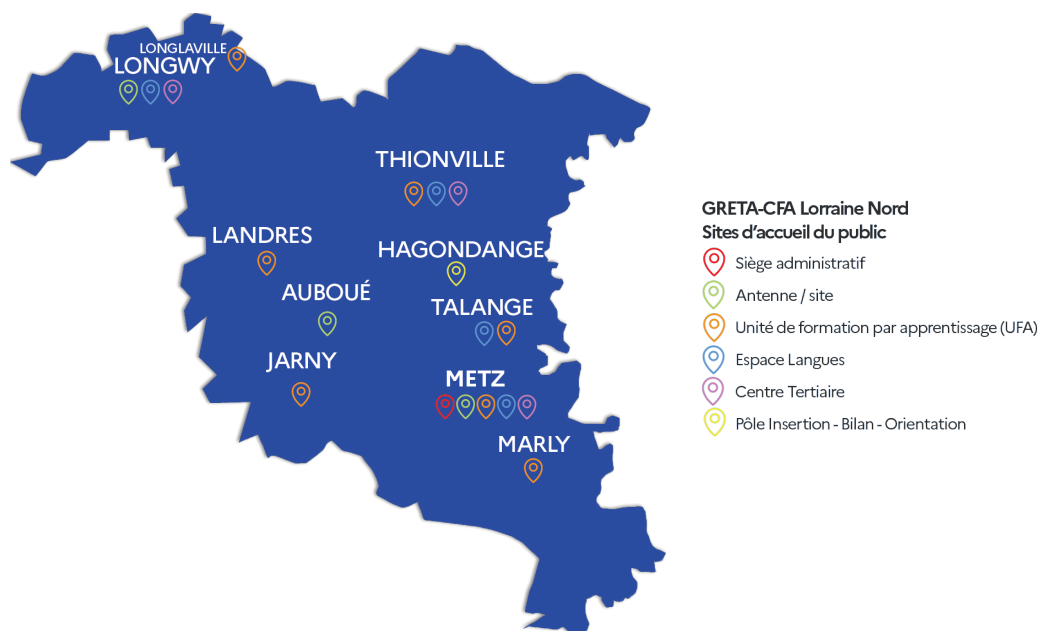 LONGLAVILLE
LONGWY
THIONVILLE
LANDRES
HAGONDANGE
AUBOUÉ
TALANGE
JARNY
METZ
MARLY
GRETA-CFA Lorraine Nord
Sites d'accueil du public
Siège administratif
Antenne / site
Unité de formation par apprentissage (UFA)
Espace Langues
Centre Tertiaire
Pôle Insertion - Bilan - Orientation